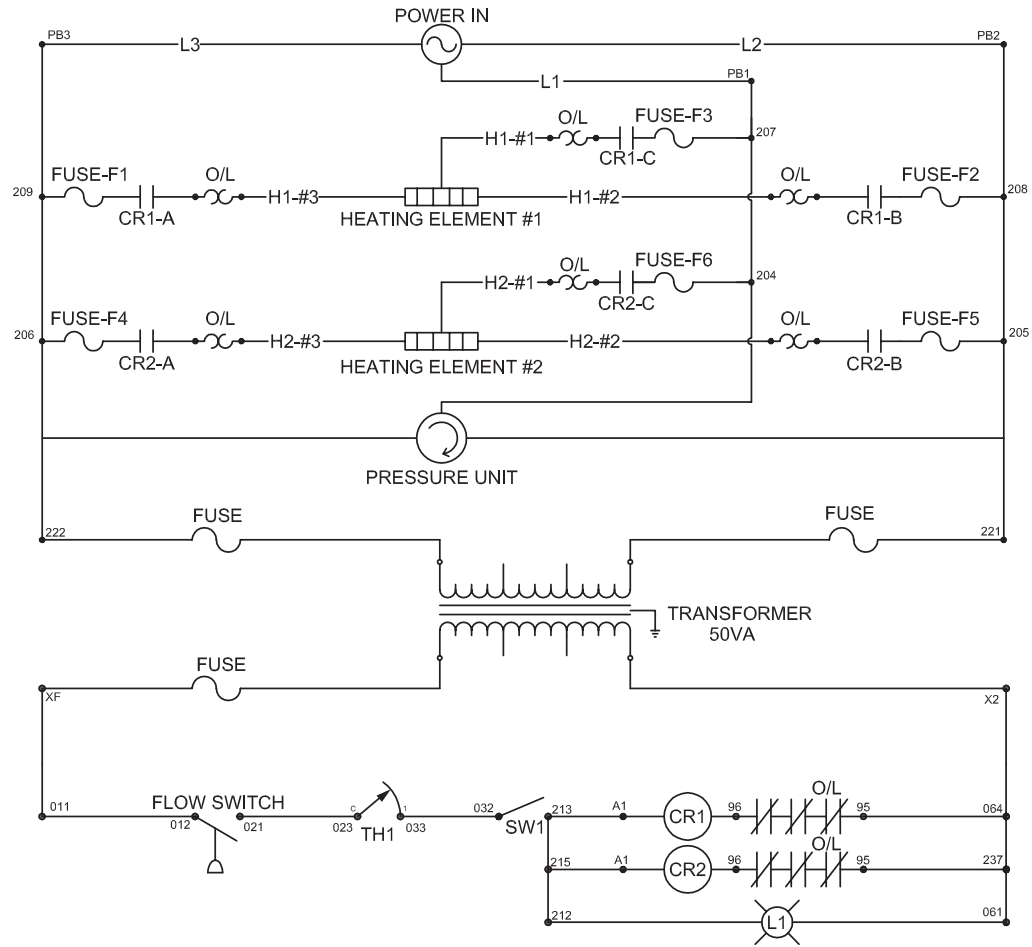 POWER IN
PB3
L3
L2
PB2
L1
PB1
O/L
FUSE-F3
H1-#1
207
CR1-C
FUSE-F1
O/L
O/L
FUSE-F2
209
H1-#3
H1-#2
208
CR1-A
HEATING ELEMENT #1
CR1-B
O/L
FUSE-F6
H2-#1
204
CR2-C
FUSE-F4
O/L
O/L
FUSE-F5
206
H2-#3
H2-#2
205
CR2-A
HEATING ELEMENT #2
CR2-B
PRESSURE UNIT
FUSE
FUSE
222
221
TRANSFORMER
50VA
FUSE
XF
X2
O/L
011
FLOW SWITCH
012
021
C
1
023
TH1
033
032
SW1
213
A1
CR1
96
95
064
O/L
215
A1
CR2
96
95
237
212
L1
061